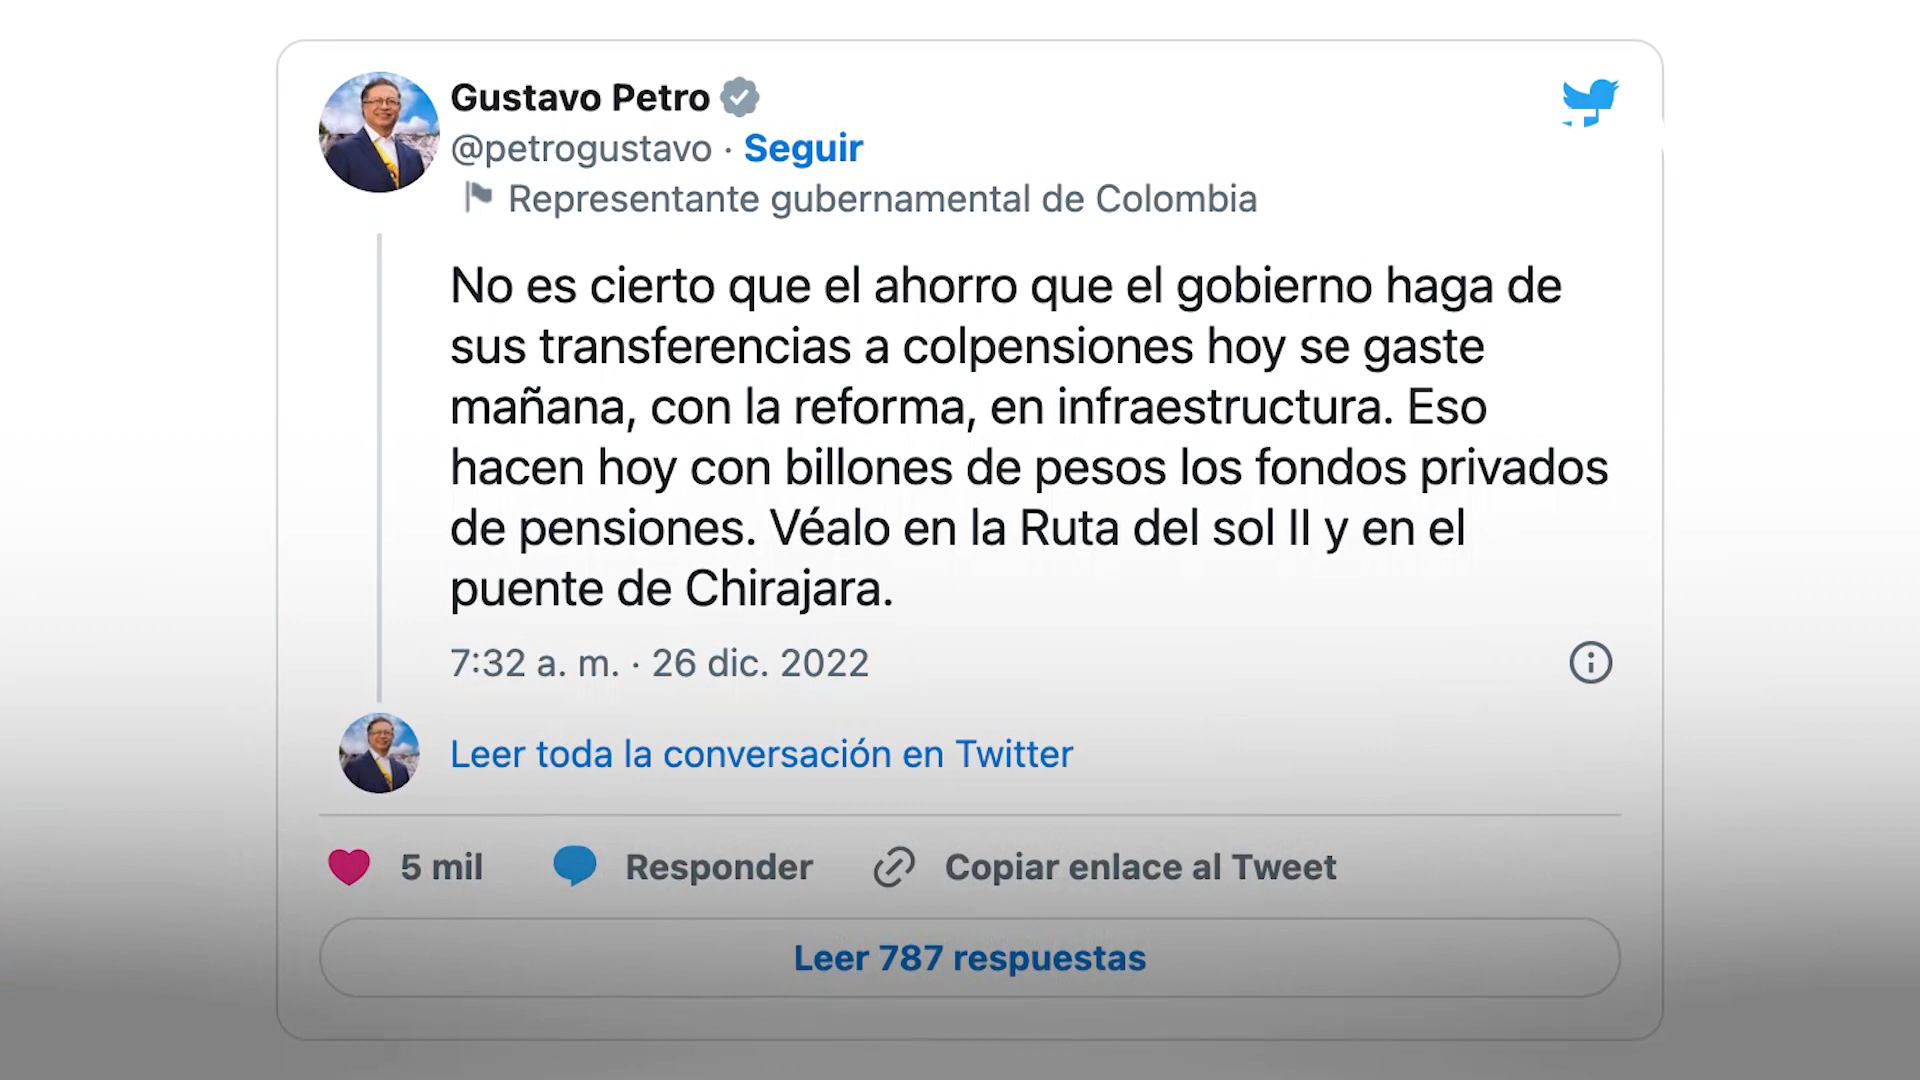 Gustavo Petro
@petrogustavo · Seguir
Representante gubernamental de Colombia
No es cierto que el ahorro que el gobierno haga de
sus transferencias a colpensiones hoy se gaste
mañana, con la reforma, en infraestructura. Eso
hacen hoy con billones de pesos los fondos privados
de pensiones. Véalo en la Ruta del sol II y en el
puente de Chirajara.
7:32 a. m. · 26 dic. 2022
Leer toda la conversación en Twitter
5 mil Responder Copiar enlace al Tweet
Leer 787 respuestas